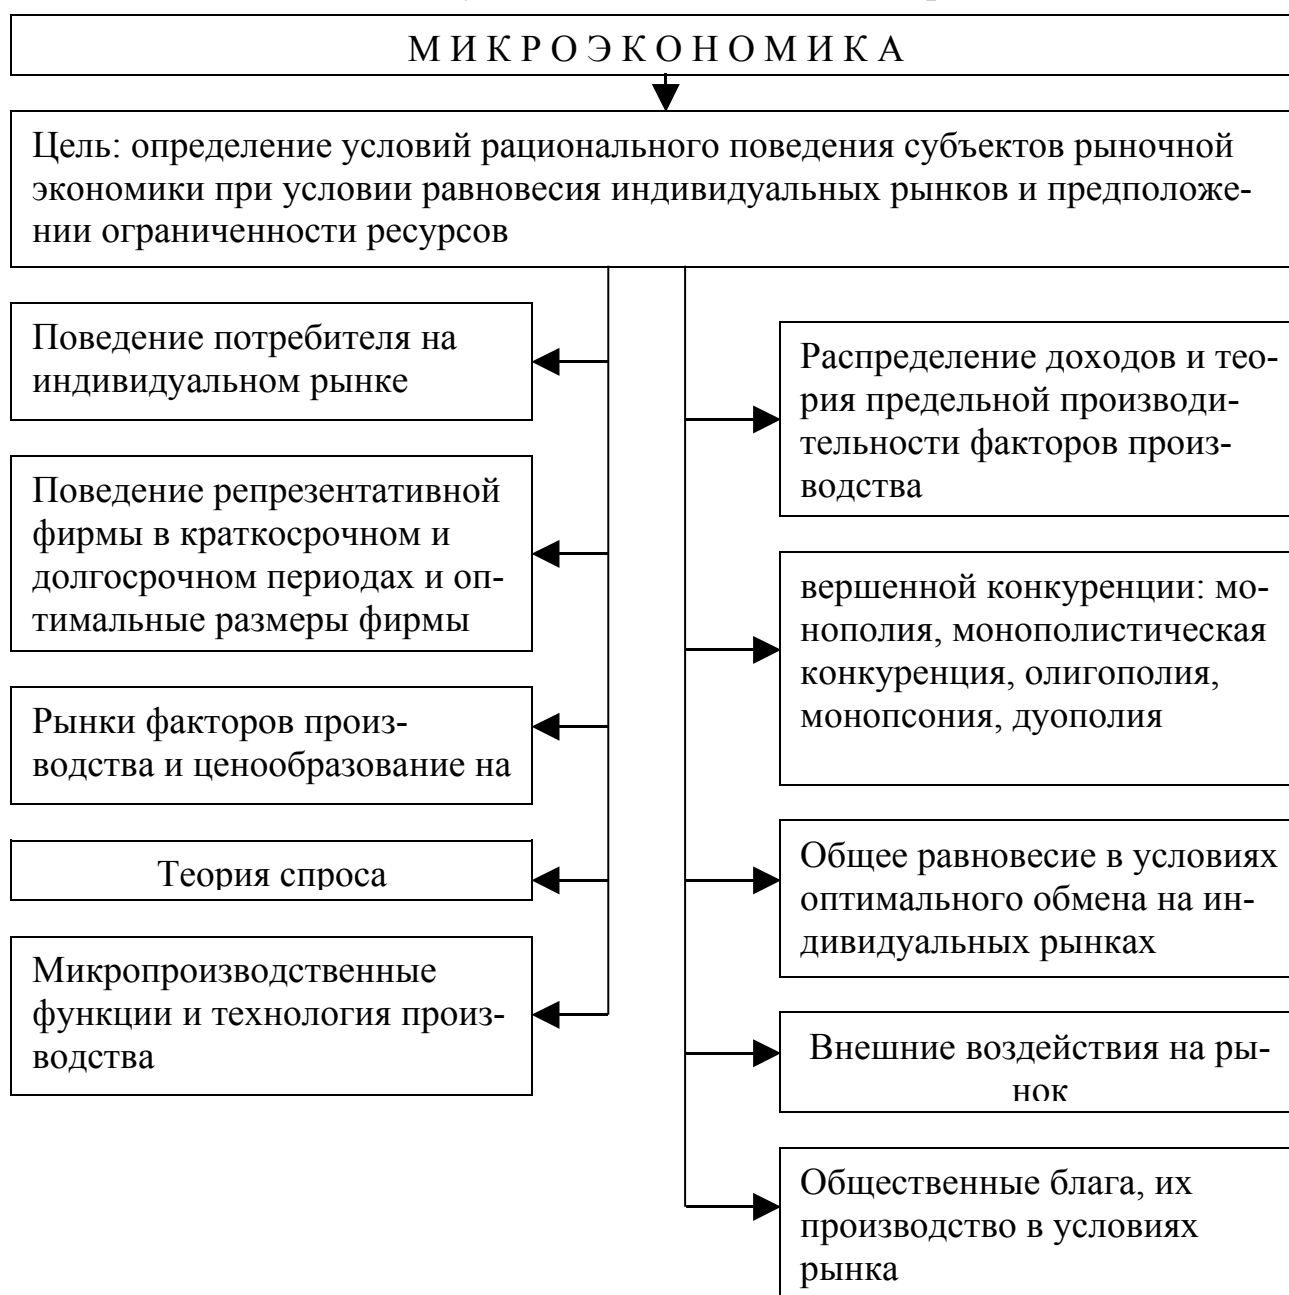 МИКРОЭКОНОМИКА
Цель: определение условий рационального поведения субъектов рыночной
экономики при условии равновесия индивидуальных рынков и предположе-
нии ограниченности ресурсов
Поведение потребителя на
индивидуальном рынке
Поведение репрезентативной
фирмы в краткосрочном и
долгосрочном периодах и оп-
тимальные размеры фирмы
Рынки факторов произ-
водства и ценообразование на
Теория спроса
Микропроизводственные
функции и технология произ-
водства
Распределение доходов и тео-
рия предельной производи-
тельности факторов произ-
водства
вершенной конкуренции: мо-
нополия, монополистическая
конкуренция, олигополия,
монопсония, дуополия
Общее равновесие в условиях
оптимального обмена на ин-
дивидуальных рынках
Внешние воздействия на ры-
нок
Общественные блага, их
производство в условиях
рынка